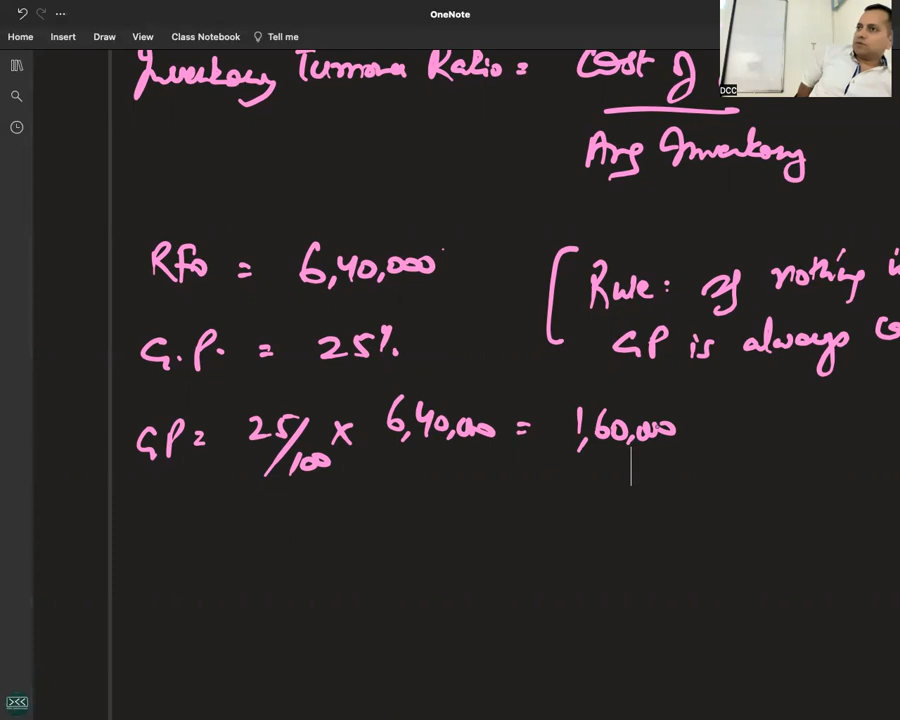 OneNote
Home Insert Draw View Class Notebook Tell me
Inventory Turnover Ratio = Cost of
Avg Inventory
DCC
RFO = 6,40,000
[Rule: If nothing
G.P. = 25%
GP is always
GP = 25/100 × 6,40,000 = 1,60,000